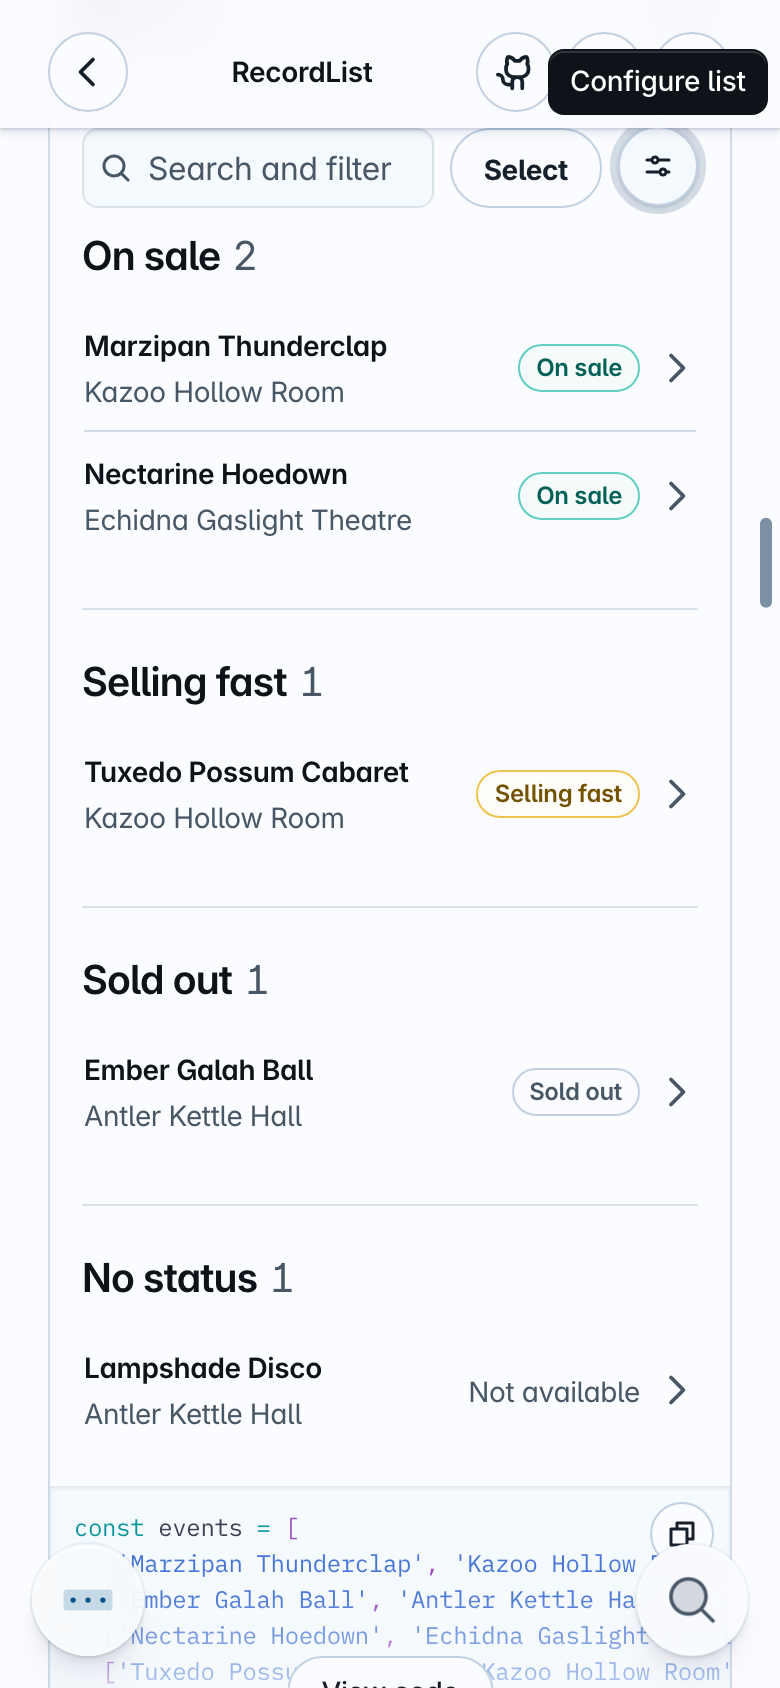 RecordList
Configure list
Search and filter
Select
On sale 2
Marzipan Thunderclap
Kazoo Hollow Room
On sale
Nectarine Hoedown
Echidna Gaslight Theatre
On sale
Selling fast 1
Tuxedo Possum Cabaret
Kazoo Hollow Room
Selling fast
Sold out 1
Ember Galah Ball
Antler Kettle Hall
Sold out
No status 1
Lampshade Disco
Antler Kettle Hall
Not available
const events = [
'Marzipan Thunderclap', 'Kazoo Hollow
mber Galah Ball', 'Antler Kettle Ha
'Nectarine Hoedown', 'Echidna Gaslight
['Tuxedo Possu Kazoo Hollow Room'
View code